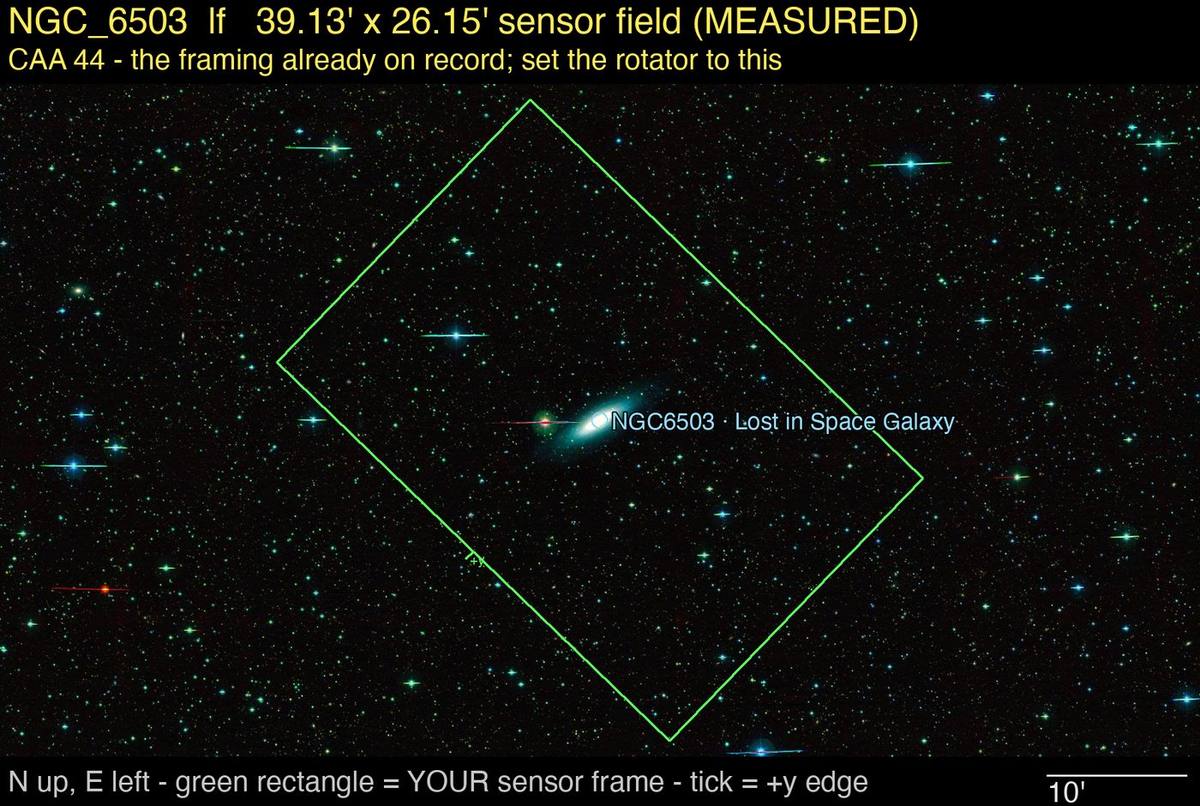 NGC_6503 lf 39.13' x 26.15' sensor field (MEASURED)
CAA 44 - the framing already on record; set the rotator to this
NGC6503 · Lost in Space Galaxy
+y
N up, E left - green rectangle = YOUR sensor frame - tick = +y edge
10'